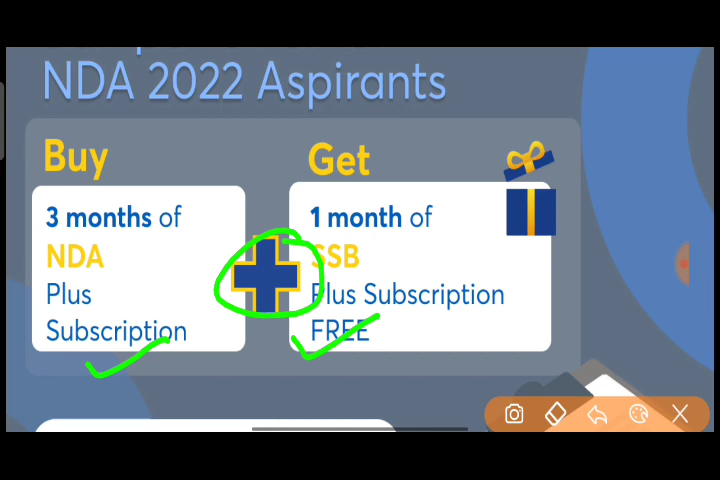 NDA 2022 Aspirants
Buy
3 months of
NDA
Plus
Subscription
Get
1 month of
SSB
Plus Subscription
FREE